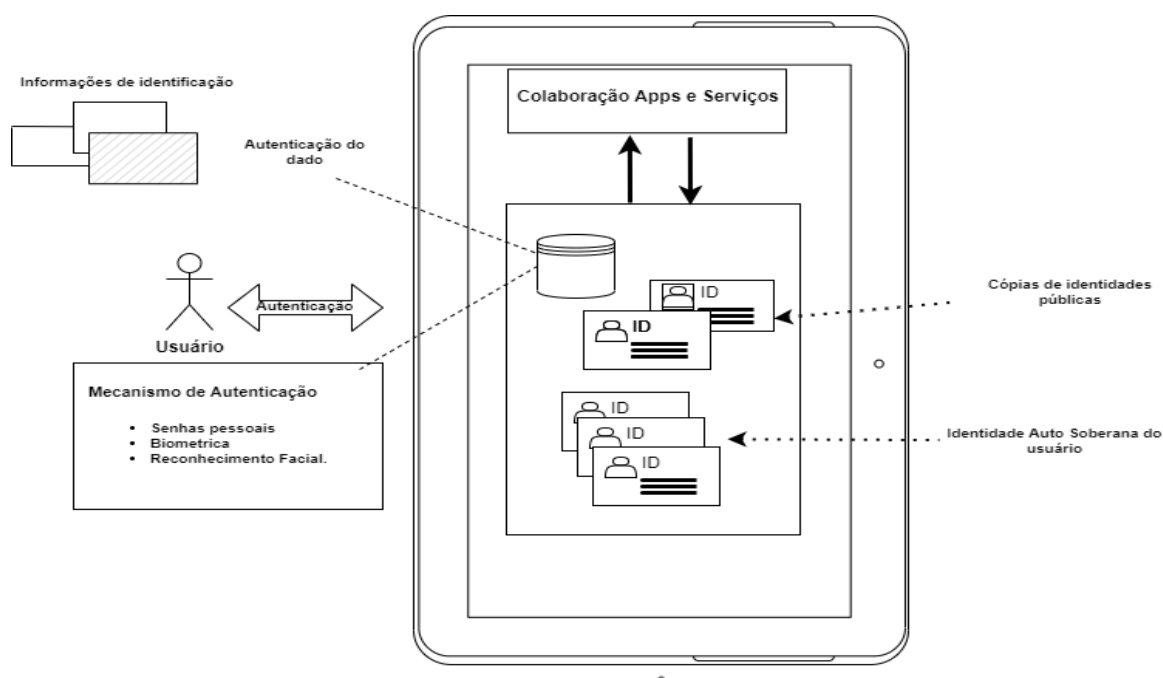 Informações de identificação
Colaboração Apps e Serviços
Autenticação do
dado
ID
ID
Cópias de identidades
públicas
Autenticação
Usuário
Mecanismo de Autenticação
• Senhas pessoais
• Biometrica
• Reconhecimento Facial.
ID
ID
ID
Identidade Auto Soberana do
usuário